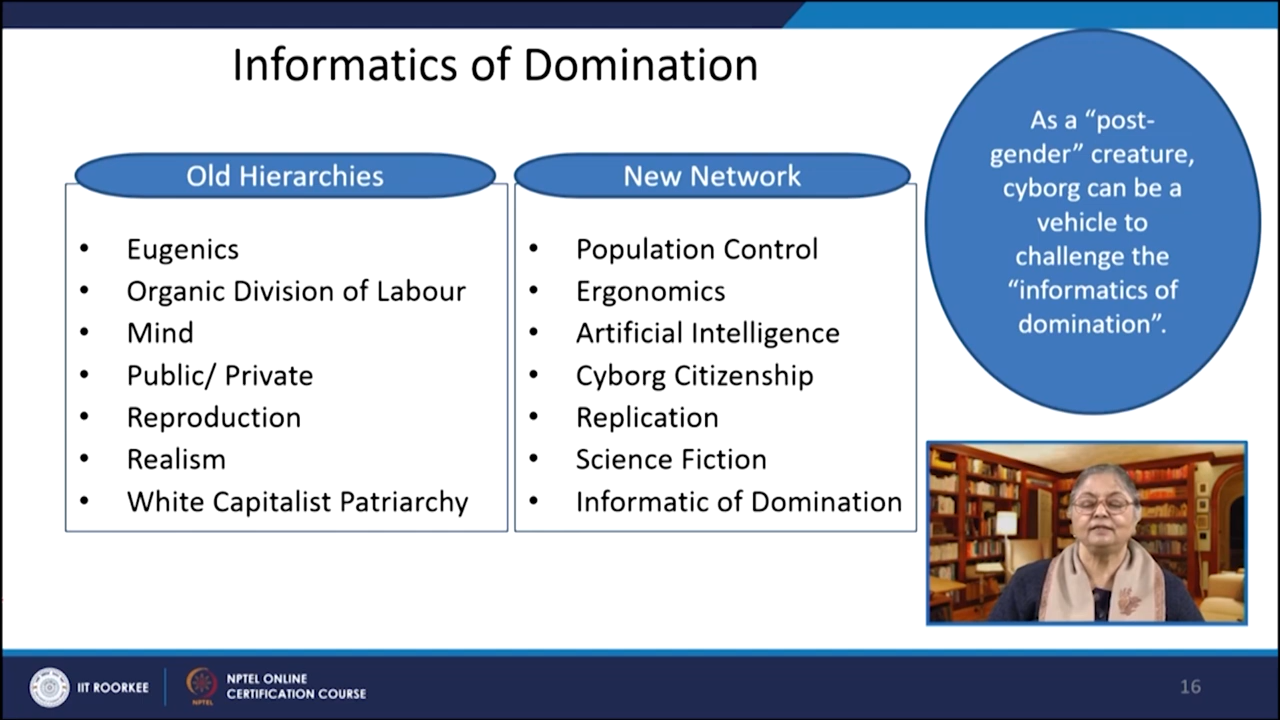 Informatics of Domination
Old Hierarchies
• Eugenics
• Organic Division of Labour
• Mind
• Public/ Private
• Reproduction
• Realism
• White Capitalist Patriarchy
New Network
• Population Control
• Ergonomics
• Artificial Intelligence
• Cyborg Citizenship
• Replication
• Science Fiction
• Informatic of Domination
As a “post-
gender” creature,
cyborg can be a
vehicle to
challenge the
“informatics of
domination”.
IIT ROORKEE
NPTEL
NPTEL ONLINE
CERTIFICATION COURSE
16